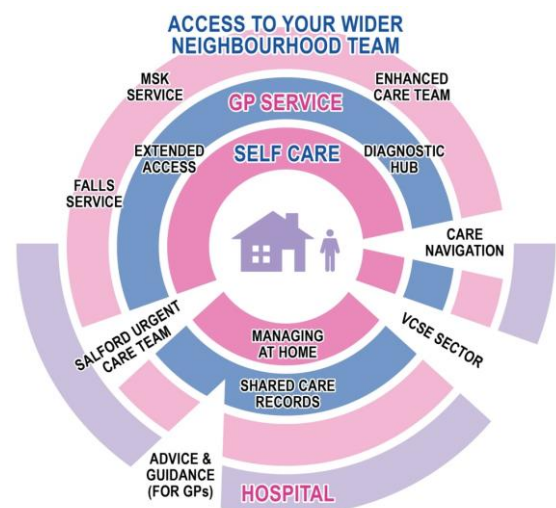 ACCESS TO YOUR WIDER
NEIGHBOURHOOD TEAM
MSK
SERVICE
GP SERVICE
ENHANCED
CARE TEAM
EXTENDED
ACCESS
SELF CARE
DIAGNOSTIC
HUB
FALLS
SERVICE
CARE
NAVIGATION
SALFORD URGENT
CARE TEAM
MANAGING
AT HOME
VCSE SECTOR
SHARED CARE
RECORDS
ADVICE &
GUIDANCE
(FOR GPs)
HOSPITAL